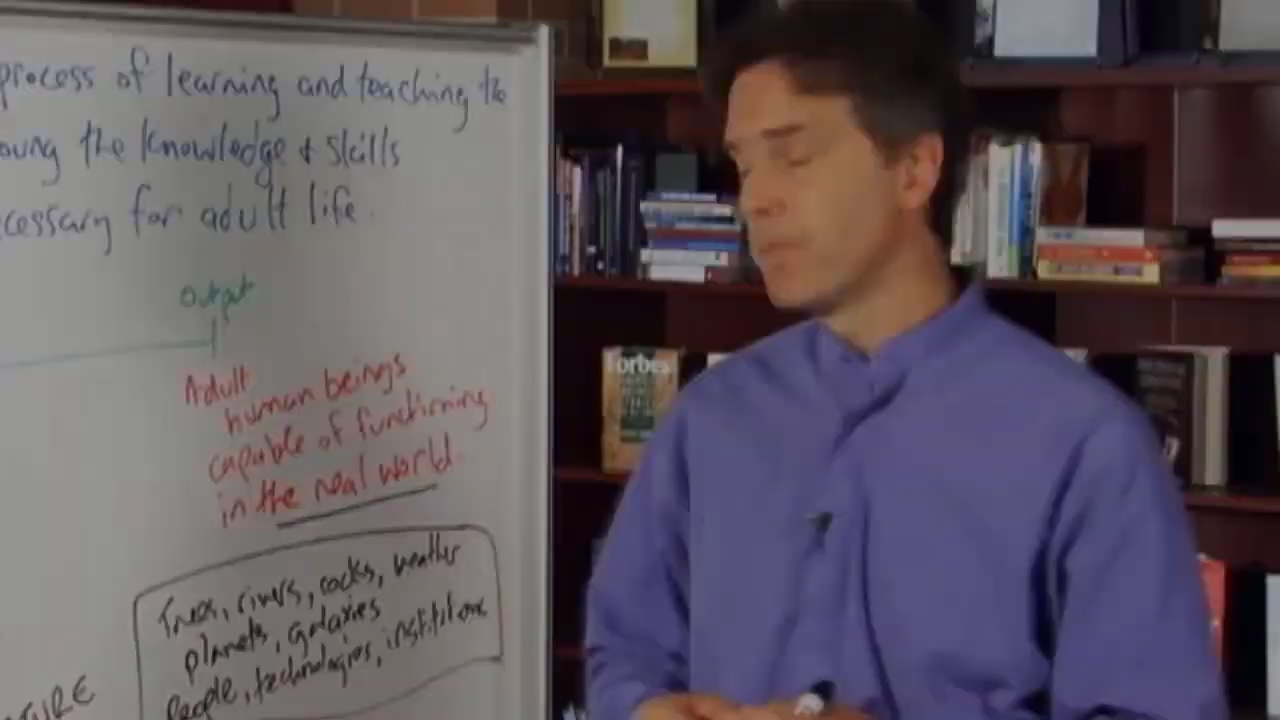 process of learning and teaching the
oung the knowledge + skills
cessary for adult life.
output
Adult
human beings
capable of functioning
in the real world.
Trees, rivers, rocks, weather
planets, galaxies
People, technologies, institutions
Forbes